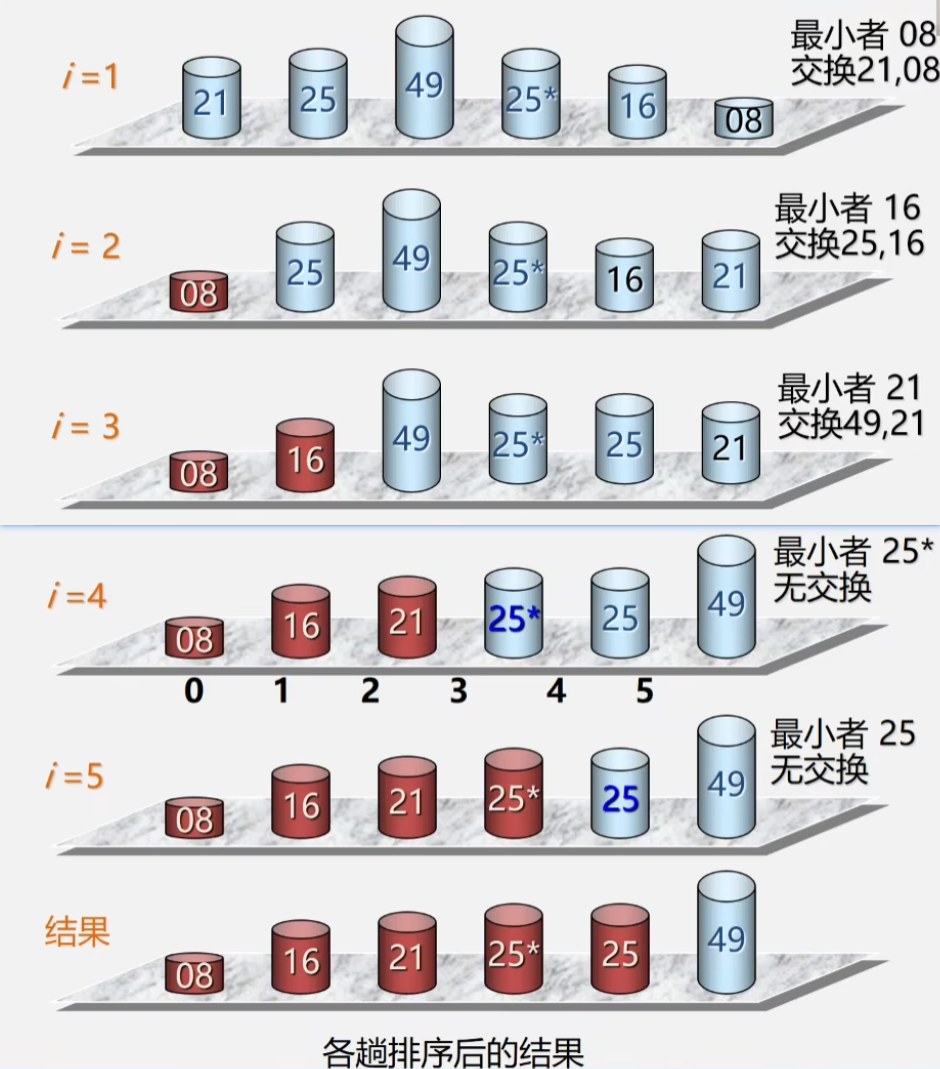 i =1
21 25 49 25* 16 08
最小者 08
交换21,08
i = 2
08 25 49 25* 16 21
最小者 16
交换25,16
i = 3
08 16 49 25* 25 21
最小者 21
交换49,21
i =4
08 16 21 25* 25 49
最小者 25*
无交换
0 1 2 3 4 5
i =5
08 16 21 25* 25 49
最小者 25
无交换
结果
08 16 21 25* 25 49
各趟排序后的结果